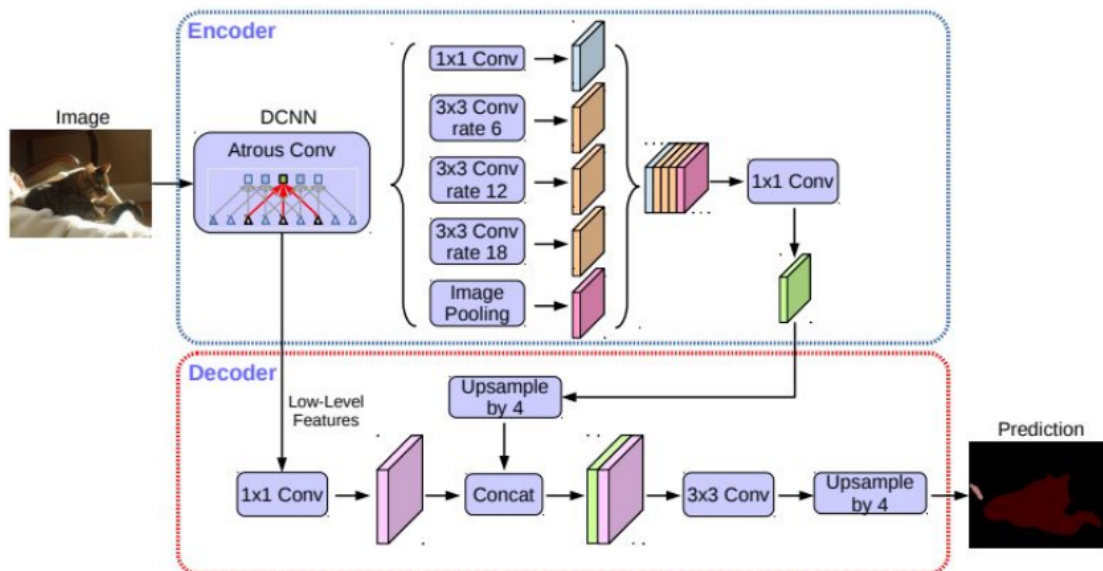 Encoder
Image
DCNN
Atrous Conv
1x1 Conv
3x3 Conv
rate 6
3x3 Conv
rate 12
3x3 Conv
rate 18
Image
Pooling
1x1 Conv
Decoder
Low-Level
Features
Upsample
by 4
1x1 Conv
Concat
3x3 Conv
Upsample
by 4
Prediction